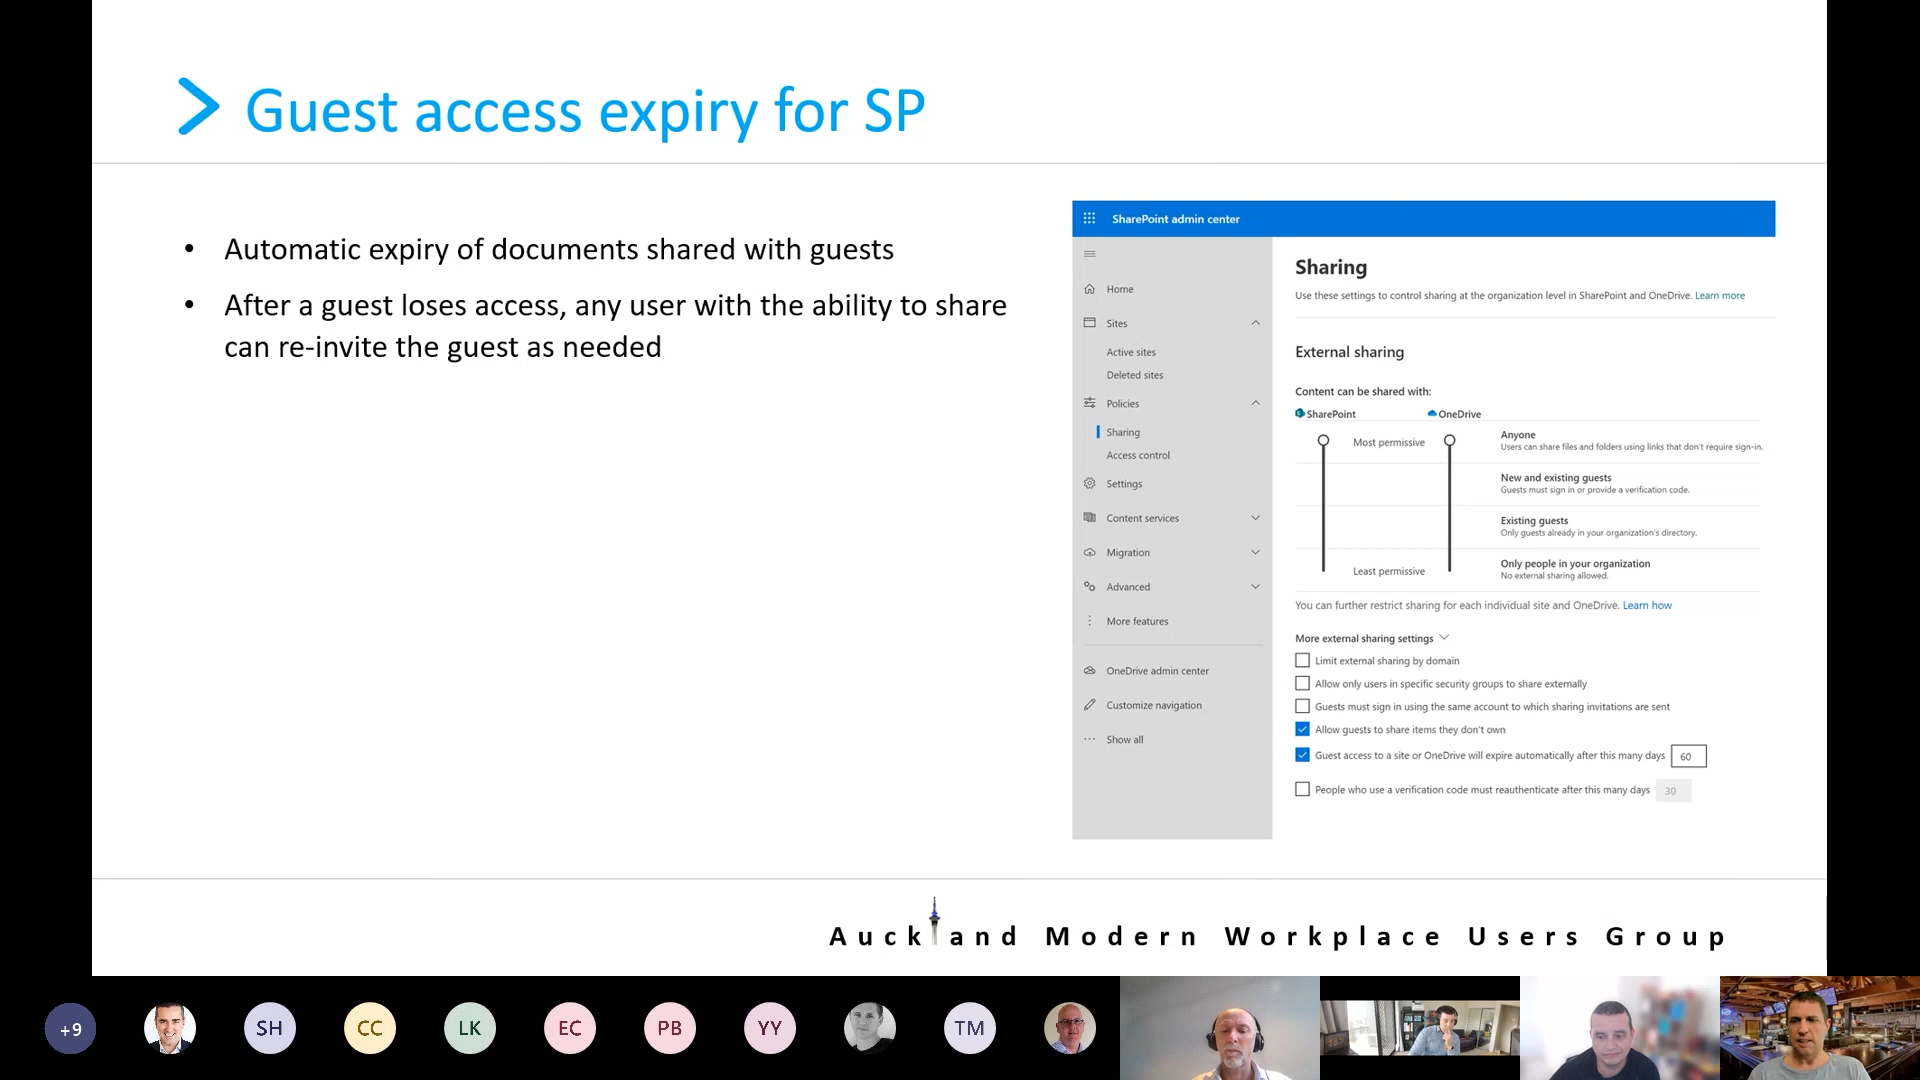 Guest access expiry for SP
• Automatic expiry of documents shared with guests
• After a guest loses access, any user with the ability to share
can re-invite the guest as needed
SharePoint admin center
Home
Sites
Active sites
Deleted sites
Policies
Sharing
Access control
Settings
Content services
Migration
Advanced
More features
OneDrive admin center
Customize navigation
Show all
Sharing
Use these settings to control sharing at the organization level in SharePoint and OneDrive. Learn more
External sharing
Content can be shared with:
SharePoint OneDrive
Most permissive
Anyone
Users can share files and folders using links that don't require sign-in.
New and existing guests
Guests must sign in or provide a verification code.
Existing guests
Only guests already in your organization's directory.
Least permissive
Only people in your organization
No external sharing allowed.
You can further restrict sharing for each individual site and OneDrive. Learn how
More external sharing settings
Limit external sharing by domain
Allow only users in specific security groups to share externally
Guests must sign in using the same account to which sharing invitations are sent
Allow guests to share items they don't own
Guest access to a site or OneDrive will expire automatically after this many days 60
People who use a verification code must reauthenticate after this many days 30
Auckland Modern Workplace Users Group
+9 SH CC LK EC PB YY TM